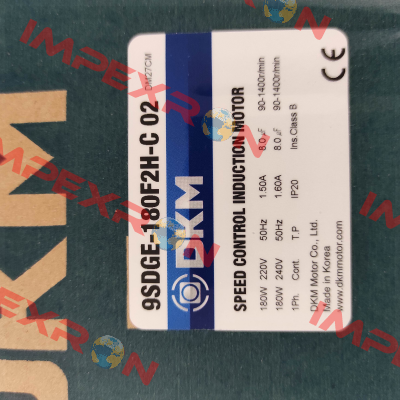 DKM
9SDGE-180F2H-C 02
DM27CM
DKM
SPEED CONTROL INDUCTION MOTOR
180W 220V 50Hz 1.50A 8.0㎌ 90-1400r/min
180W 240V 50Hz 1.60A 8.0㎌ 90-1400r/min
1Ph. Cont. T.P IP20 Ins.Class B
DKM Motor Co., Ltd.
Made in Korea
www.dkmmotor.com
CE
IMPEXRON
IMPEXRON
IMPEXRON